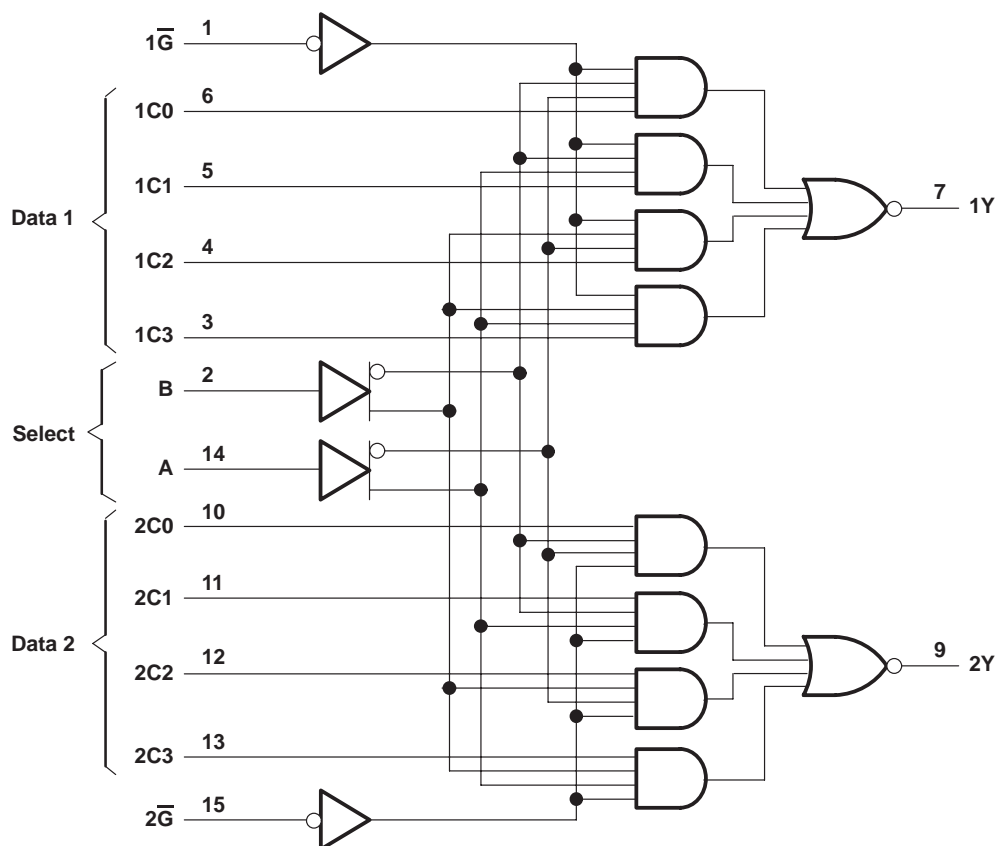 1G̅ 1
1C0 6
1C1 5
Data 1
1C2 4
1C3 3
7 1Y
B 2
Select
A 14
2C0 10
2C1 11
Data 2
2C2 12
9 2Y
2C3 13
2G̅ 15